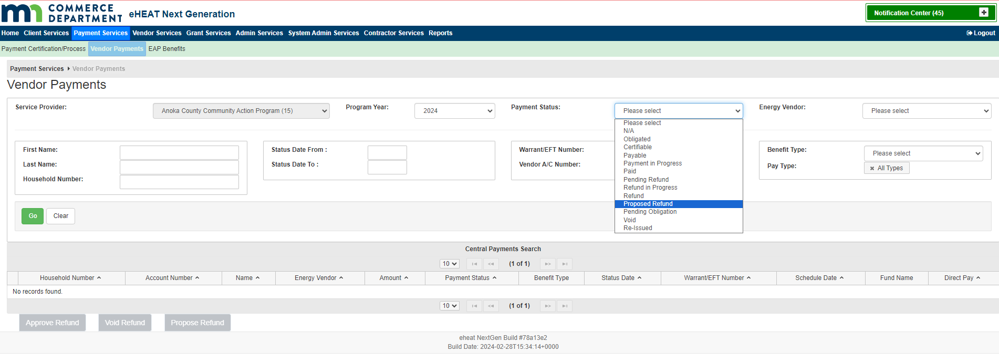 COMMERCE
DEPARTMENT
eHEAT Next Generation
Notification Center (45)
Home Client Services Payment Services Vendor Services Grant Services Admin Services System Admin Services Contractor Services Reports Logout
Payment Certification/Process Vendor Payments EAP Benefits
Payment Services Vendor Payments
Vendor Payments
Service Provider: Anoka County Community Action Program (15) Program Year: 2024 Payment Status: Please select Energy Vendor: Please select
Please select
N/A
Obligated
Certifiable
Payable
Payment in Progress
Paid
Pending Refund
Refund in Progress
Refund
Proposed Refund
Pending Obligation
Void
Re-Issued
First Name:
Last Name:
Household Number:
Status Date From :
Status Date To :
Warrant/EFT Number:
Vendor A/C Number:
Benefit Type: Please select
Pay Type: All Types
Go Clear
Central Payments Search
10 (1 of 1)
Household Number Account Number Name Energy Vendor Amount Payment Status Benefit Type Status Date Warrant/EFT Number Schedule Date Fund Name Direct Pay
No records found.
10 (1 of 1)
Approve Refund Void Refund Propose Refund
eheat NextGen Build #78a13e2
Build Date: 2024-02-28T15:34:14+0000